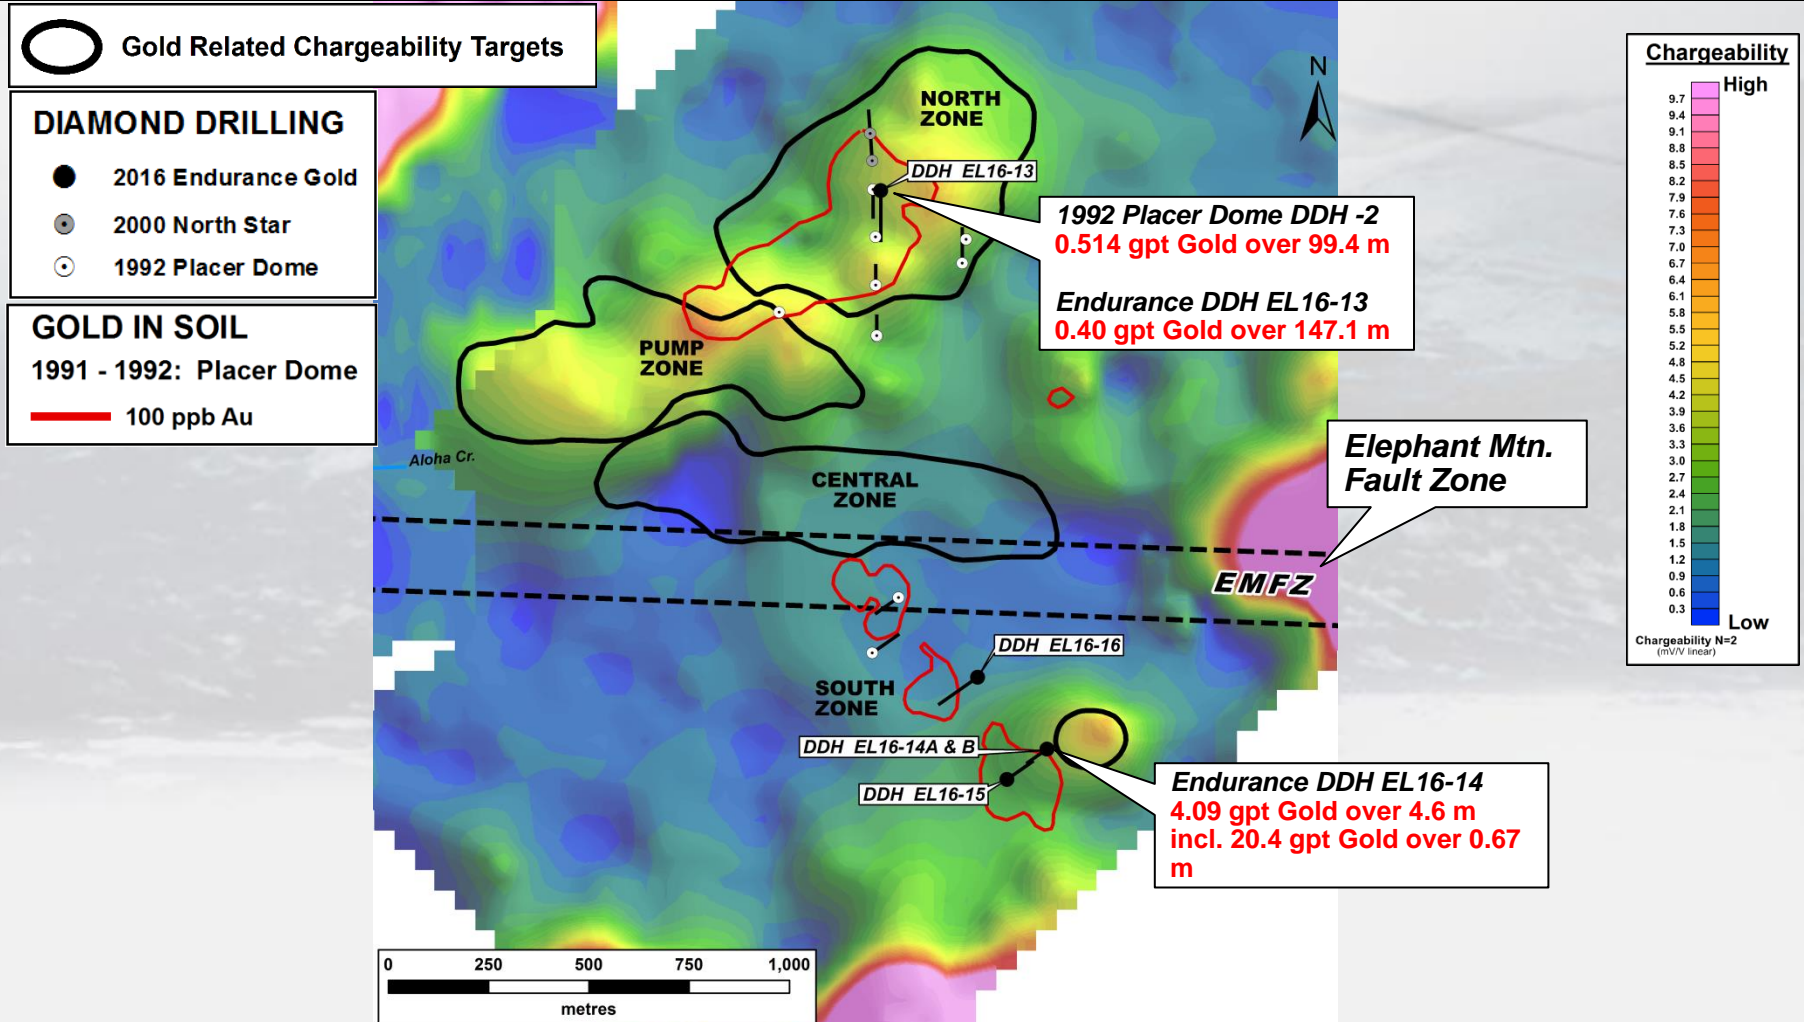 Gold Related Chargeability Targets
DIAMOND DRILLING
2016 Endurance Gold
2000 North Star
1992 Placer Dome
GOLD IN SOIL
1991 - 1992: Placer Dome
100 ppb Au
NORTH
ZONE
DDH EL16-13
1992 Placer Dome DDH -2
0.514 gpt Gold over 99.4 m
Endurance DDH EL16-13
0.40 gpt Gold over 147.1 m
N
PUMP
ZONE
Aloha Cr.
CENTRAL
ZONE
Elephant Mtn.
Fault Zone
EMFZ
DDH EL16-16
SOUTH
ZONE
DDH EL16-14A & B
DDH EL16-15
Endurance DDH EL16-14
4.09 gpt Gold over 4.6 m
incl. 20.4 gpt Gold over 0.67
m
0 250 500 750 1,000
metres
Chargeability
High
9.7
9.4
9.1
8.8
8.5
8.2
7.9
7.6
7.3
7.0
6.7
6.4
6.1
5.8
5.5
5.2
4.8
4.5
4.2
3.9
3.6
3.3
3.0
2.7
2.4
2.1
1.8
1.5
1.2
0.9
0.6
0.3
Low
Chargeability N=2
(mV/V linear)